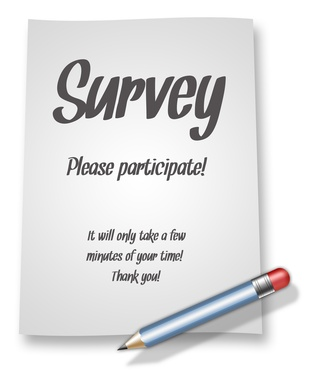 Survey
Please participate!
It will only take a few
minutes of your time!
Thank you!